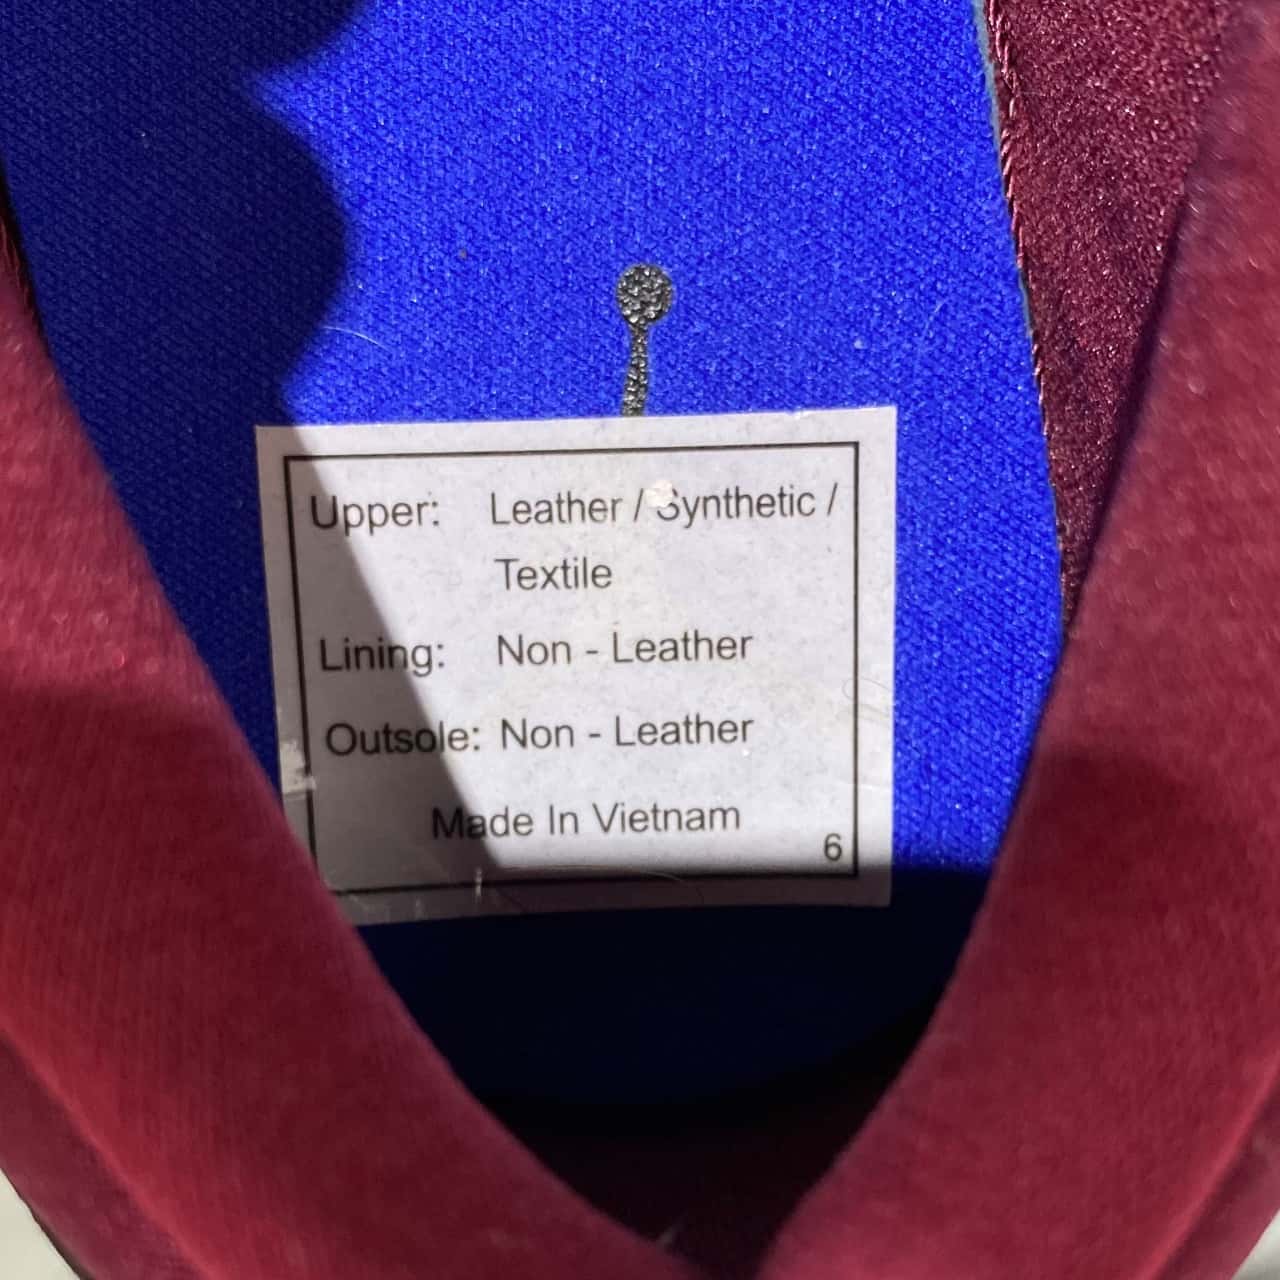 Upper: Leather / Synthetic /
Textile
Lining: Non - Leather
Outsole: Non - Leather
Made In Vietnam
6